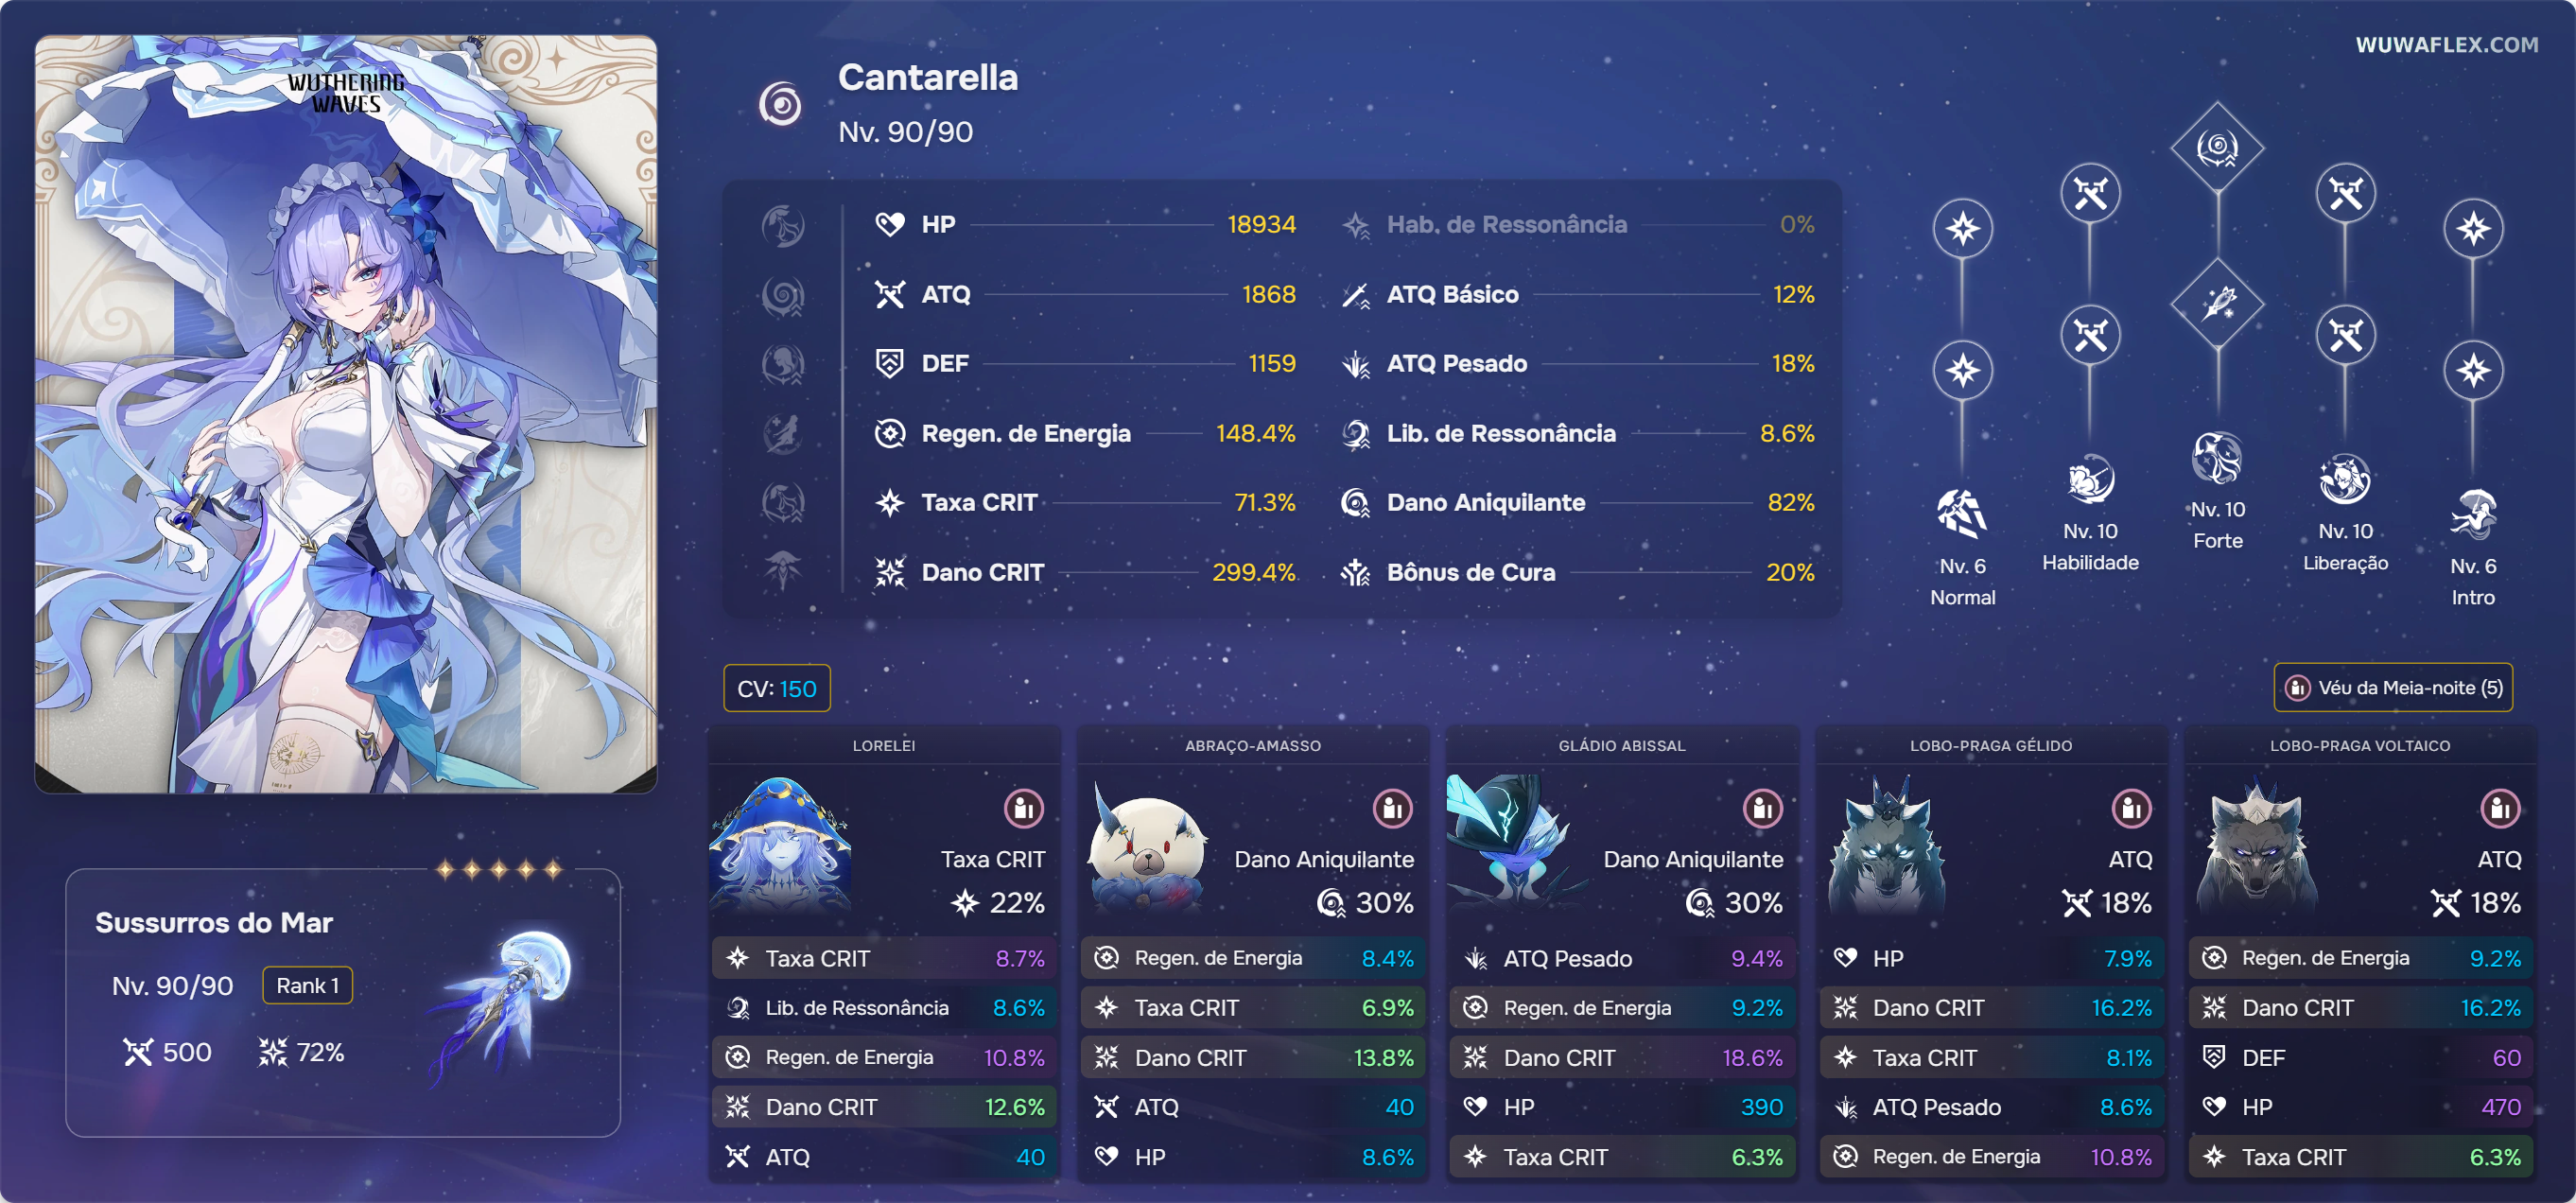 WUWAFLEX.COM
WUTHERING
WAVES
Cantarella
Nv. 90/90
HP 18934
Hab. de Ressonância 0%
ATQ 1868
ATQ Básico 12%
DEF 1159
ATQ Pesado 18%
Regen. de Energia 148.4%
Lib. de Ressonância 8.6%
Taxa CRIT 71.3%
Dano Aniquilante 82%
Dano CRIT 299.4%
Bônus de Cura 20%
Nv. 6
Normal
Nv. 10
Habilidade
Nv. 10
Forte
Nv. 10
Liberação
Nv. 6
Intro
CV: 150
Véu da Meia-noite (5)
Sussurros do Mar
Nv. 90/90 Rank 1
500 72%
LORELEI
Taxa CRIT
22%
Taxa CRIT 8.7%
Lib. de Ressonância 8.6%
Regen. de Energia 10.8%
Dano CRIT 12.6%
ATQ 40
ABRAÇO-AMASSO
Dano Aniquilante
30%
Regen. de Energia 8.4%
Taxa CRIT 6.9%
Dano CRIT 13.8%
ATQ 40
HP 8.6%
GLÁDIO ABISSAL
Dano Aniquilante
30%
ATQ Pesado 9.4%
Regen. de Energia 9.2%
Dano CRIT 18.6%
HP 390
Taxa CRIT 6.3%
LOBO-PRAGA GÉLIDO
ATQ
18%
HP 7.9%
Dano CRIT 16.2%
Taxa CRIT 8.1%
ATQ Pesado 8.6%
Regen. de Energia 10.8%
LOBO-PRAGA VOLTAICO
ATQ
18%
Regen. de Energia 9.2%
Dano CRIT 16.2%
DEF 60
HP 470
Taxa CRIT 6.3%